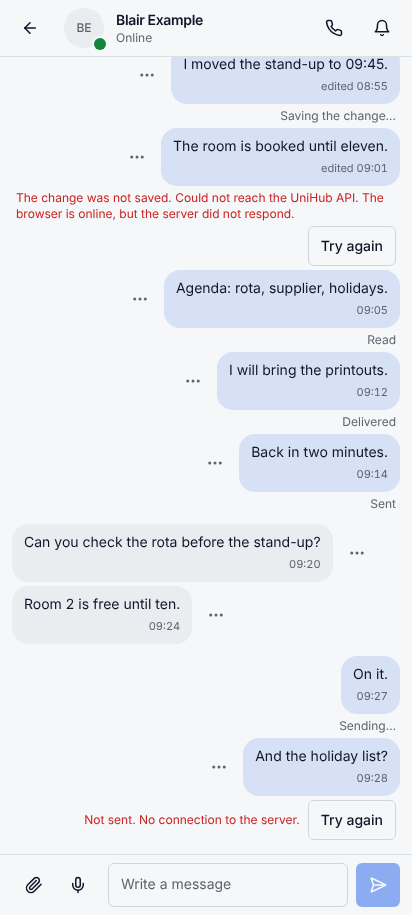 BE
Blair Example
Online
I moved the stand-up to 09:45.
edited 08:55
Saving the change...
The room is booked until eleven.
edited 09:01
The change was not saved. Could not reach the UniHub API. The
browser is online, but the server did not respond.
Try again
Agenda: rota, supplier, holidays.
09:05
Read
I will bring the printouts.
09:12
Delivered
Back in two minutes.
09:14
Sent
Can you check the rota before the stand-up?
09:20
Room 2 is free until ten.
09:24
On it.
09:27
Sending...
And the holiday list?
09:28
Not sent. No connection to the server.
Try again
Write a message